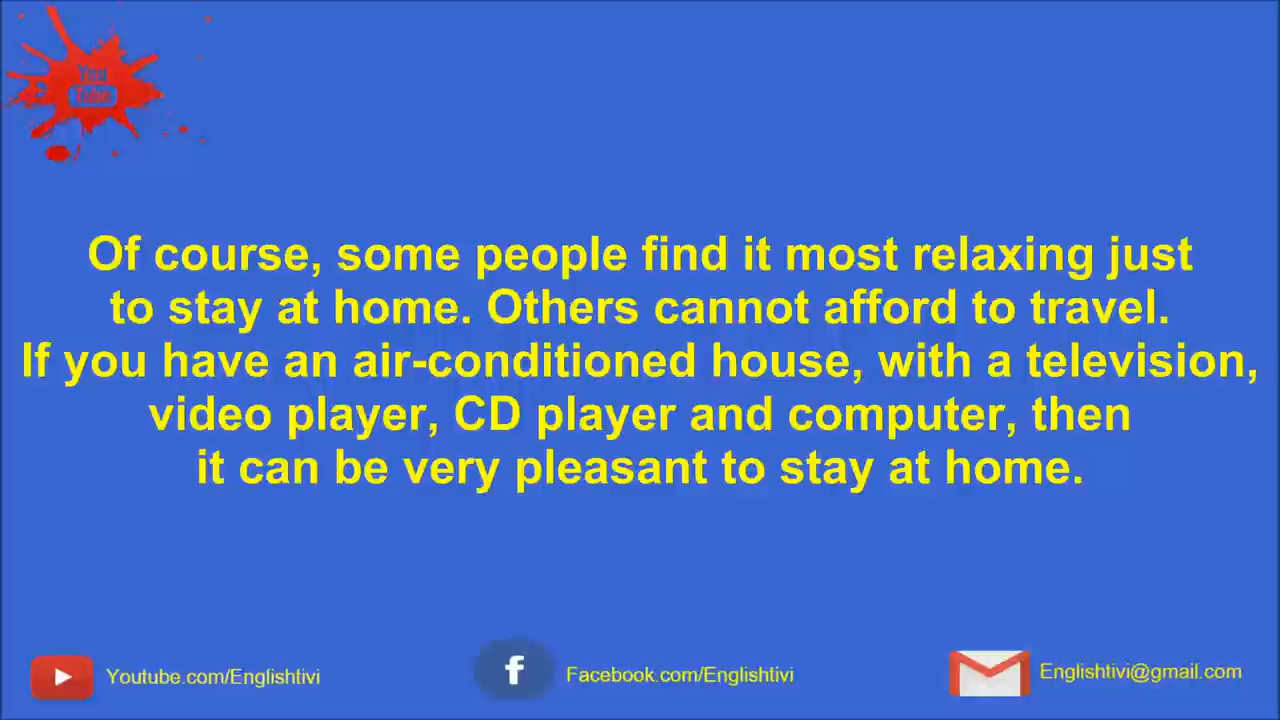 You
Tube
Of course, some people find it most relaxing just
to stay at home. Others cannot afford to travel.
If you have an air-conditioned house, with a television,
video player, CD player and computer, then
it can be very pleasant to stay at home.
Youtube.com/Englishtivi
f
Facebook.com/Englishtivi
Englishtivi@gmail.com